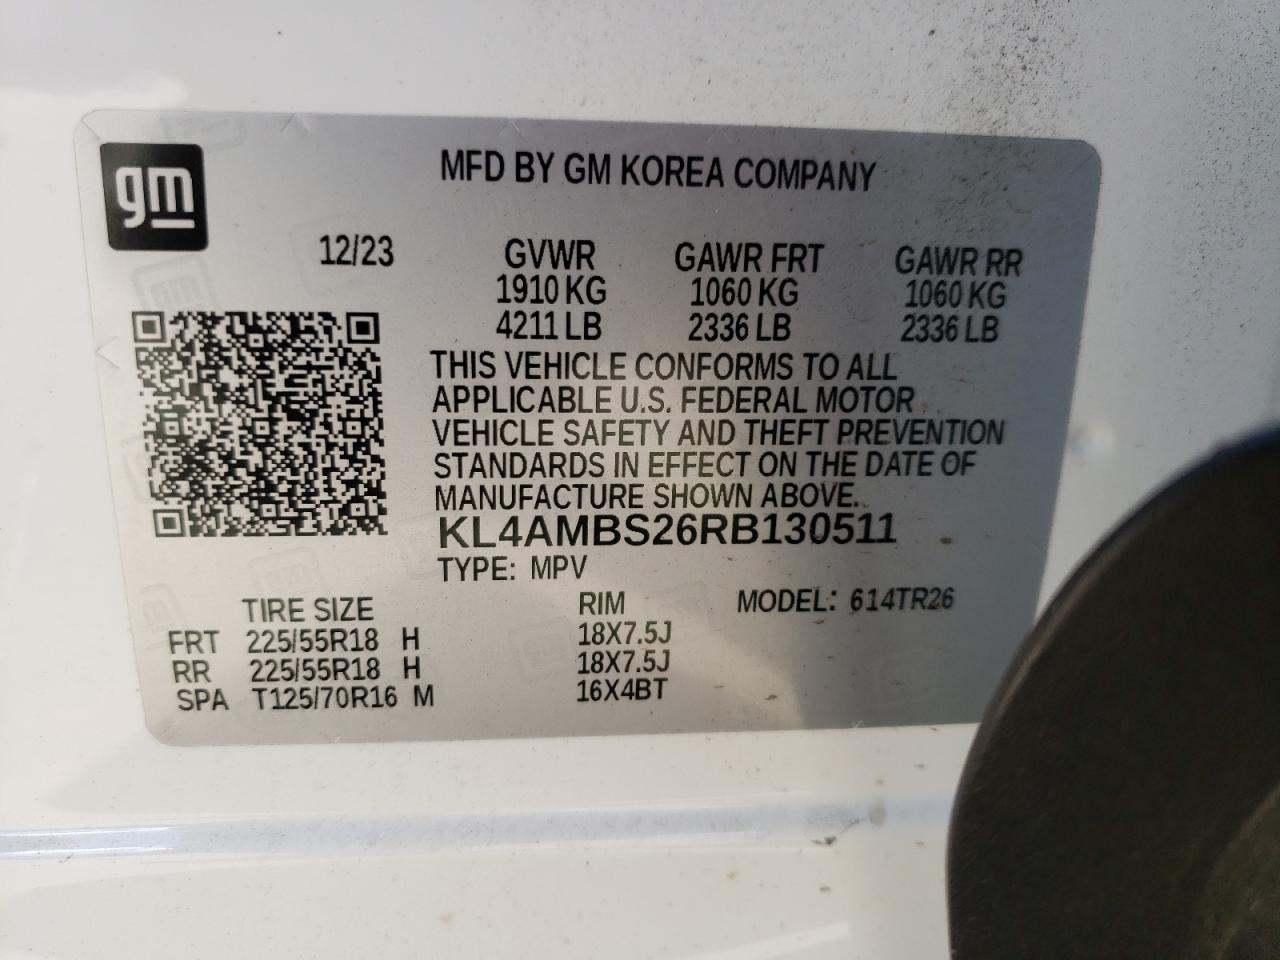 gm
MFD BY GM KOREA COMPANY
12/23 GVWR GAWR FRT GAWR RR
1910 KG 1060 KG 1060 KG
4211 LB 2336 LB 2336 LB
THIS VEHICLE CONFORMS TO ALL
APPLICABLE U.S. FEDERAL MOTOR
VEHICLE SAFETY AND THEFT PREVENTION
STANDARDS IN EFFECT ON THE DATE OF
MANUFACTURE SHOWN ABOVE.
KL4AMBS26RB130511
TYPE: MPV
TIRE SIZE RIM MODEL: 614TR26
FRT 225/55R18 H 18X7.5J
RR 225/55R18 H 18X7.5J
SPA T125/70R16 M 16X4BT